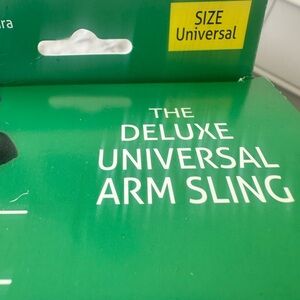 SIZE
Universal
THE
DELUXE
UNIVERSAL
ARM SLING